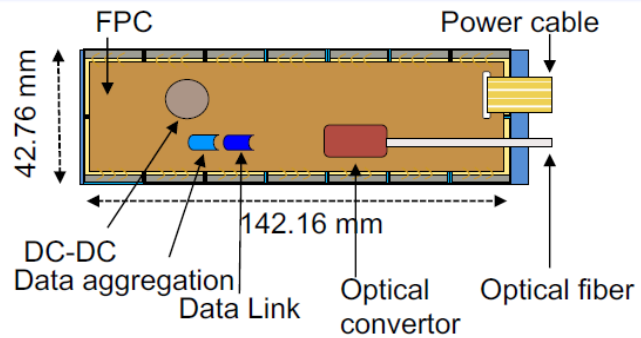 FPC
Power cable
42.76 mm
142.16 mm
DC-DC
Data aggregation
Data Link
Optical
convertor
Optical fiber